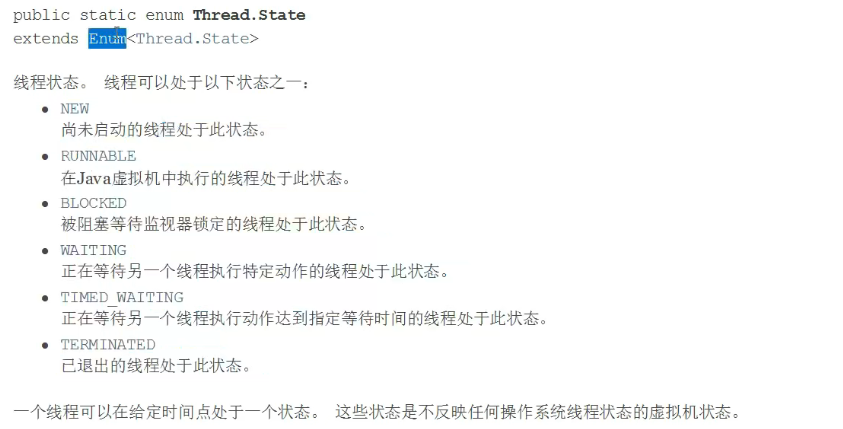 public static enum Thread.State
extends Enum<Thread.State>
线程状态。 线程可以处于以下状态之一：
• NEW
尚未启动的线程处于此状态。
• RUNNABLE
在Java虚拟机中执行的线程处于此状态。
• BLOCKED
被阻塞等待监视器锁定的线程处于此状态。
• WAITING
正在等待另一个线程执行特定动作的线程处于此状态。
• TIMED_WAITING
正在等待另一个线程执行动作达到指定等待时间的线程处于此状态。
• TERMINATED
已退出的线程处于此状态。
一个线程可以在给定时间点处于一个状态。 这些状态是不反映任何操作系统线程状态的虚拟机状态。